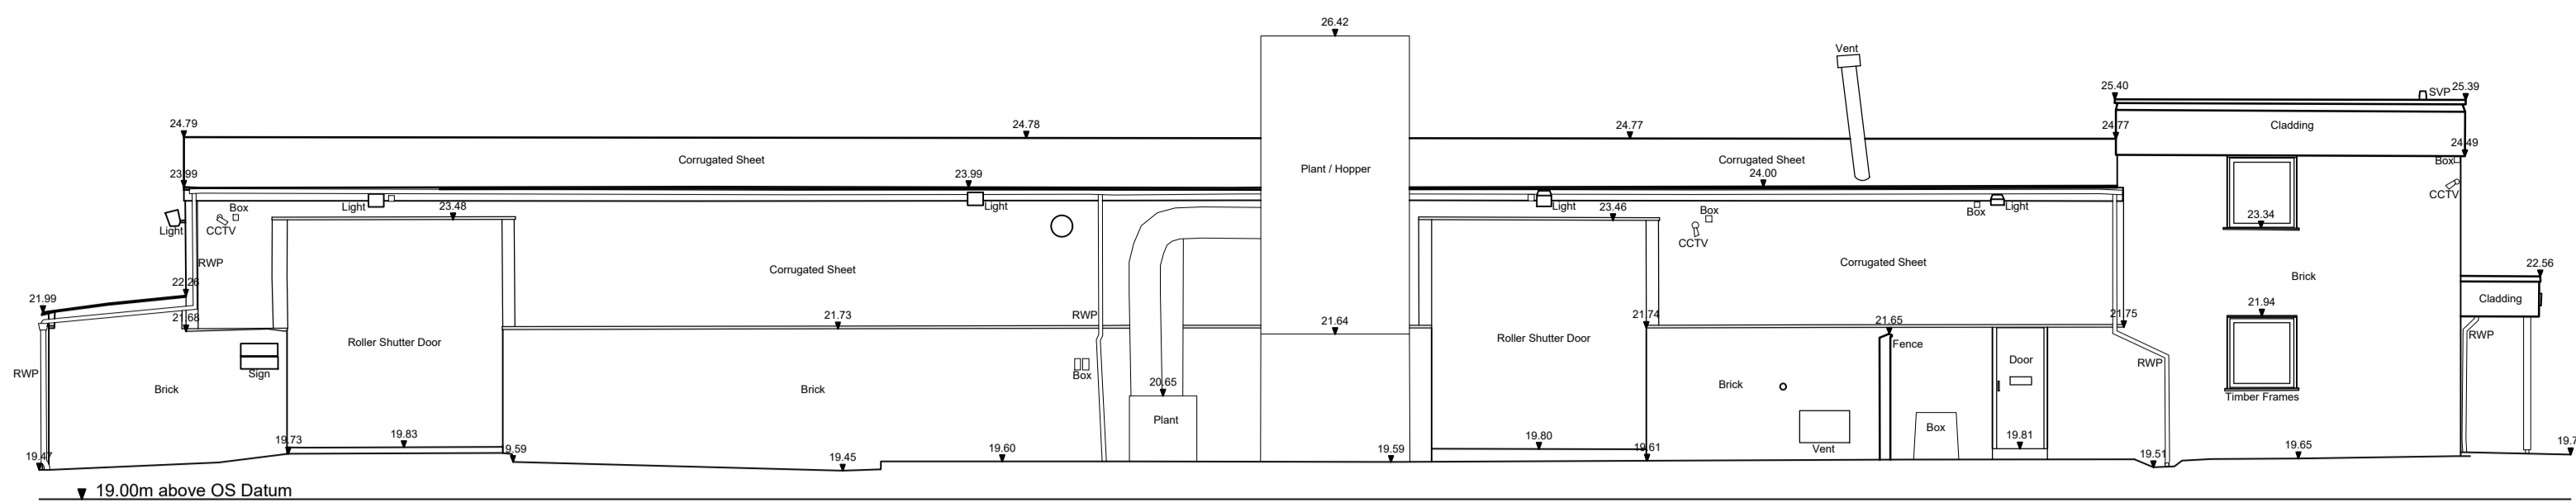 26.42
Vent
25.40
SVP
25.39
24.79
24.78
24.77
24.77
Cladding
Corrugated Sheet
Corrugated Sheet
Plant / Hopper
24.49
Box
23.99
23.99
24.00
CCTV
Light
Box
CCTV
Light
23.48
Light
Light
23.46
Box
CCTV
Box
Light
23.34
RWP
Corrugated Sheet
Corrugated Sheet
Brick
22.56
21.99
22.26
21.68
21.73
RWP
21.64
21.74
21.65
21.75
21.94
Cladding
RWP
Roller Shutter Door
Roller Shutter Door
Fence
Door
RWP
RWP
Sign
Brick
Brick
Box
20.65
Brick
Timber Frames
Plant
Box
Vent
19.47
19.73
19.83
19.59
19.45
19.60
19.59
19.80
19.61
19.81
19.51
19.65
19.00m above OS Datum